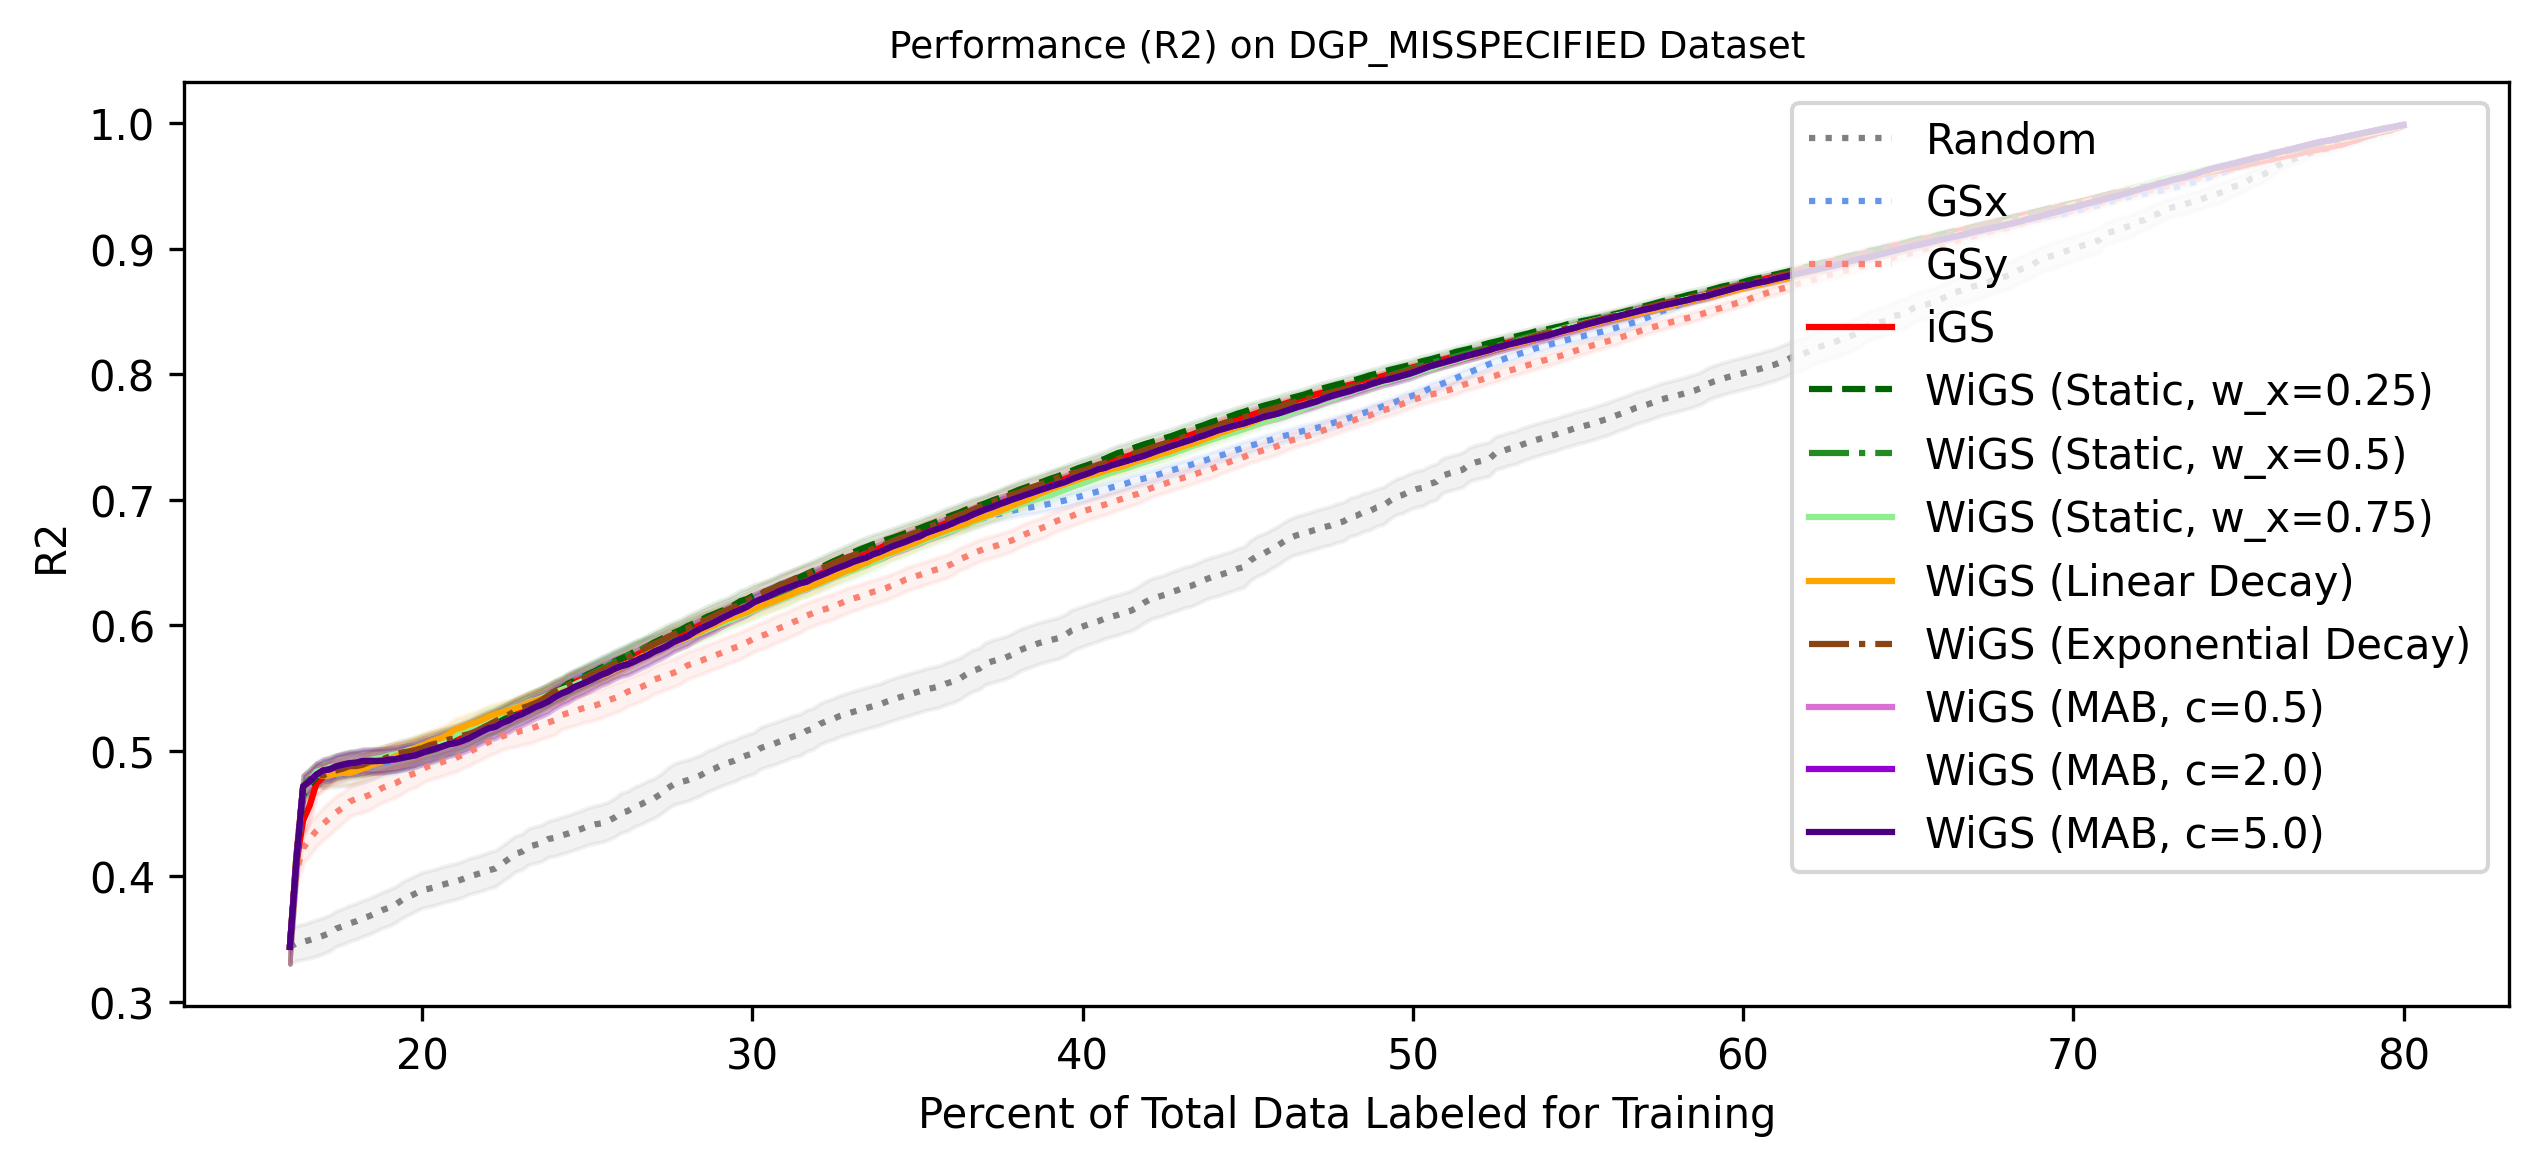 Performance (R2) on DGP_MISSPECIFIED Dataset
1.0
0.9
0.8
0.7
0.6
0.5
0.4
0.3
R2
20
30
40
50
60
70
80
Percent of Total Data Labeled for Training
Random
GSx
GSy
iGS
WiGS (Static, w_x=0.25)
WiGS (Static, w_x=0.5)
WiGS (Static, w_x=0.75)
WiGS (Linear Decay)
WiGS (Exponential Decay)
WiGS (MAB, c=0.5)
WiGS (MAB, c=2.0)
WiGS (MAB, c=5.0)